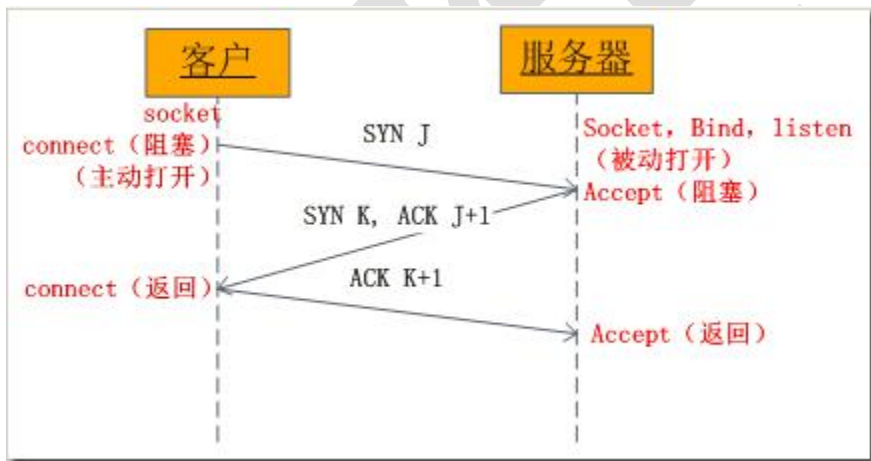 客户
服务器
socket
connect（阻塞）
（主动打开）
SYN J
Socket, Bind, listen
（被动打开）
Accept（阻塞）
SYN K, ACK J+1
connect（返回）
ACK K+1
Accept（返回）